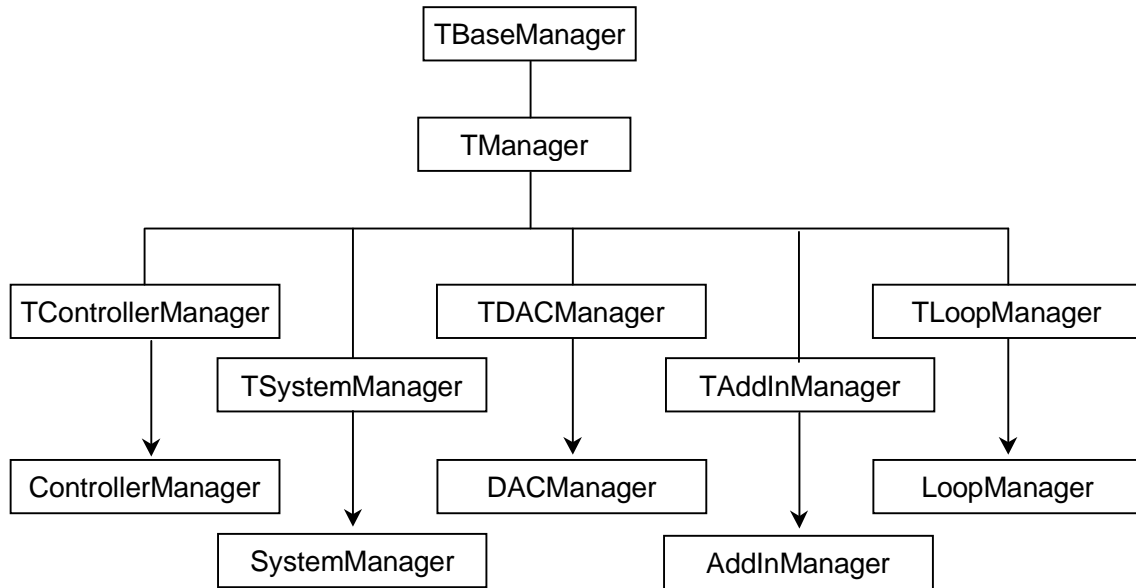 TBaseManager
TManager
TControllerManager
TDACManager
TLoopManager
TSystemManager
TAddInManager
ControllerManager
DACManager
LoopManager
SystemManager
AddInManager